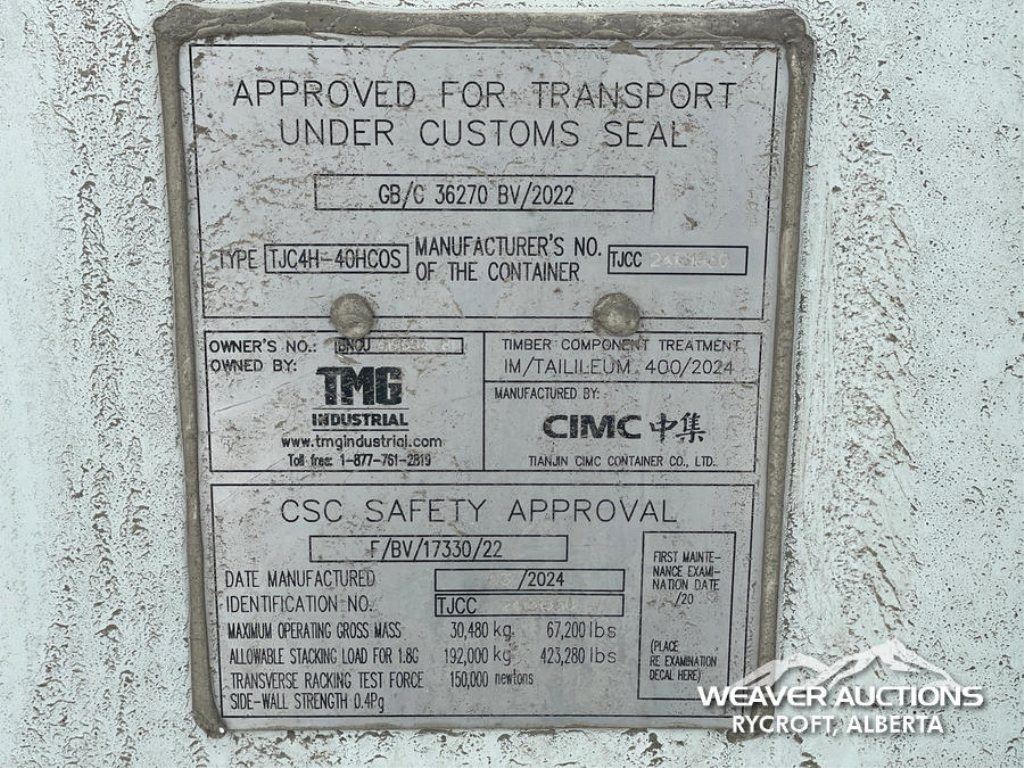 APPROVED FOR TRANSPORT
UNDER CUSTOMS SEAL
GB/C 36270 BV/2022
TYPE TJC4H-40HCOS MANUFACTURER'S NO. OF THE CONTAINER TJCC
OWNER'S NO.:
OWNED BY:
TMG
INDUSTRIAL
www.tmgindustrial.com
Toll free: 1-877-761-2819
TIMBER COMPONENT TREATMENT
IM/TAILILEUM 400/2024
MANUFACTURED BY:
CIMC 中集
TIANJIN CIMC CONTAINER CO., LTD.
CSC SAFETY APPROVAL
F/BV/17330/22
DATE MANUFACTURED /2024
IDENTIFICATION NO. TJCC
MAXIMUM OPERATING GROSS MASS 30,480 kg. 67,200 lbs
ALLOWABLE STACKING LOAD FOR 1.8G 192,000 kg 423,280 lbs
TRANSVERSE RACKING TEST FORCE 150,000 newtons
SIDE-WALL STRENGTH 0.4Pg
FIRST MAINTE-
NANCE EXAMI-
NATION DATE
/20
(PLACE
RE EXAMINATION
DECAL HERE)
WEAVER AUCTIONS
RYCROFT, ALBERTA